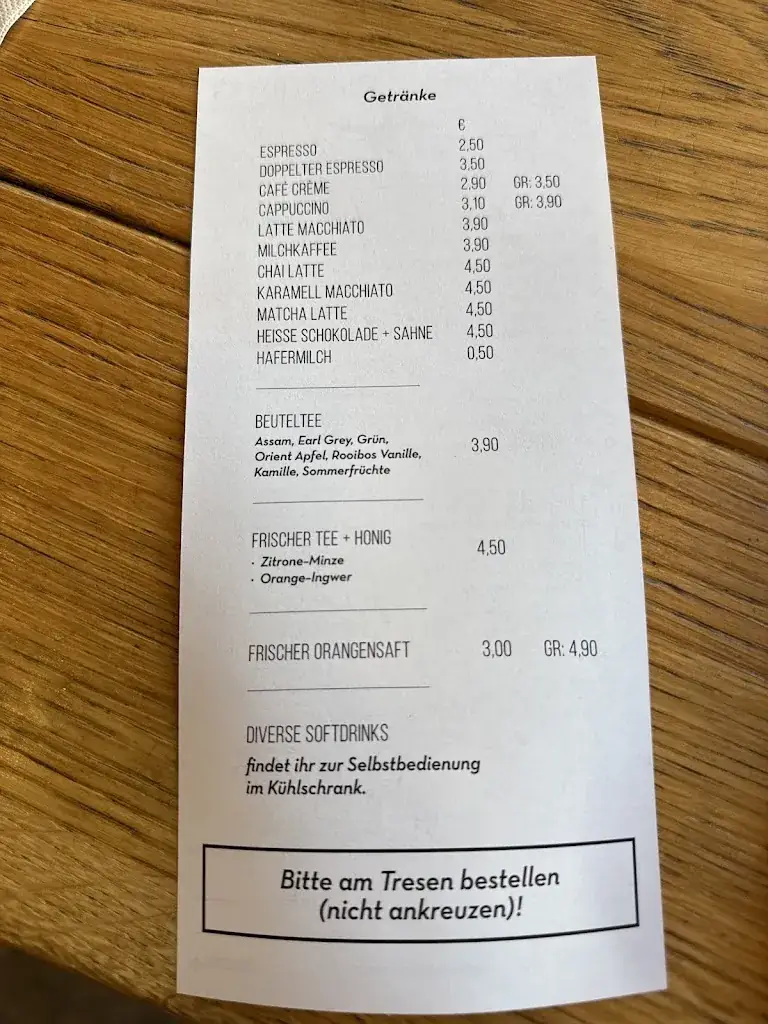 Getränke
€
ESPRESSO 2,50
DOPPELTER ESPRESSO 3,50
CAFÉ CRÈME 2,90 GR: 3,50
CAPPUCCINO 3,10 GR: 3,90
LATTE MACCHIATO 3,90
MILCHKAFFEE 3,90
CHAI LATTE 4,50
KARAMELL MACCHIATO 4,50
MATCHA LATTE 4,50
HEISSE SCHOKOLADE + SAHNE 4,50
HAFERMILCH 0,50
BEUTELTEE
Assam, Earl Grey, Grün,
Orient Apfel, Rooibos Vanille, 3,90
Kamille, Sommerfrüchte
FRISCHER TEE + HONIG 4,50
· Zitrone-Minze
· Orange-Ingwer
FRISCHER ORANGENSAFT 3,00 GR: 4,90
DIVERSE SOFTDRINKS
findet ihr zur Selbstbedienung
im Kühlschrank.
Bitte am Tresen bestellen
(nicht ankreuzen)!